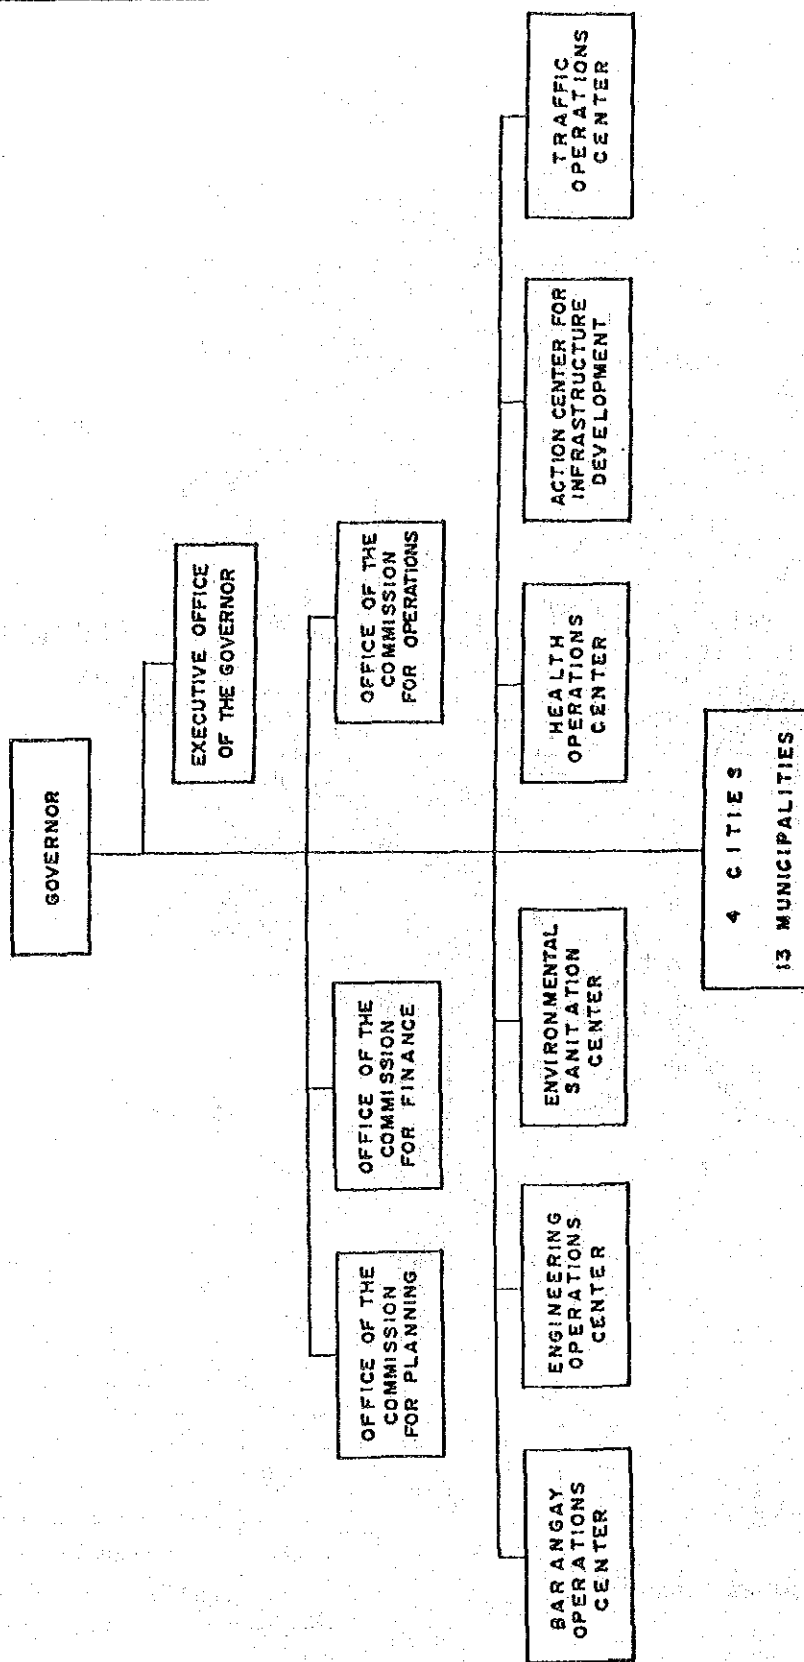 GOVERNOR
EXECUTIVE OFFICE
OF THE GOVERNOR
OFFICE OF THE
COMMISSION
FOR PLANNING
OFFICE OF THE
COMMISSION
FOR FINANCE
OFFICE OF THE
COMMISSION
FOR OPERATIONS
BARANGAY
OPERATIONS
CENTER
ENGINEERING
OPERATIONS
CENTER
ENVIRONMENTAL
SANITATION
CENTER
HEALTH
OPERATIONS
CENTER
ACTION CENTER FOR
INFRASTRUCTURE
DEVELOPMENT
TRAFFIC
OPERATIONS
CENTER
4 CITIES
13 MUNICIPALITIES